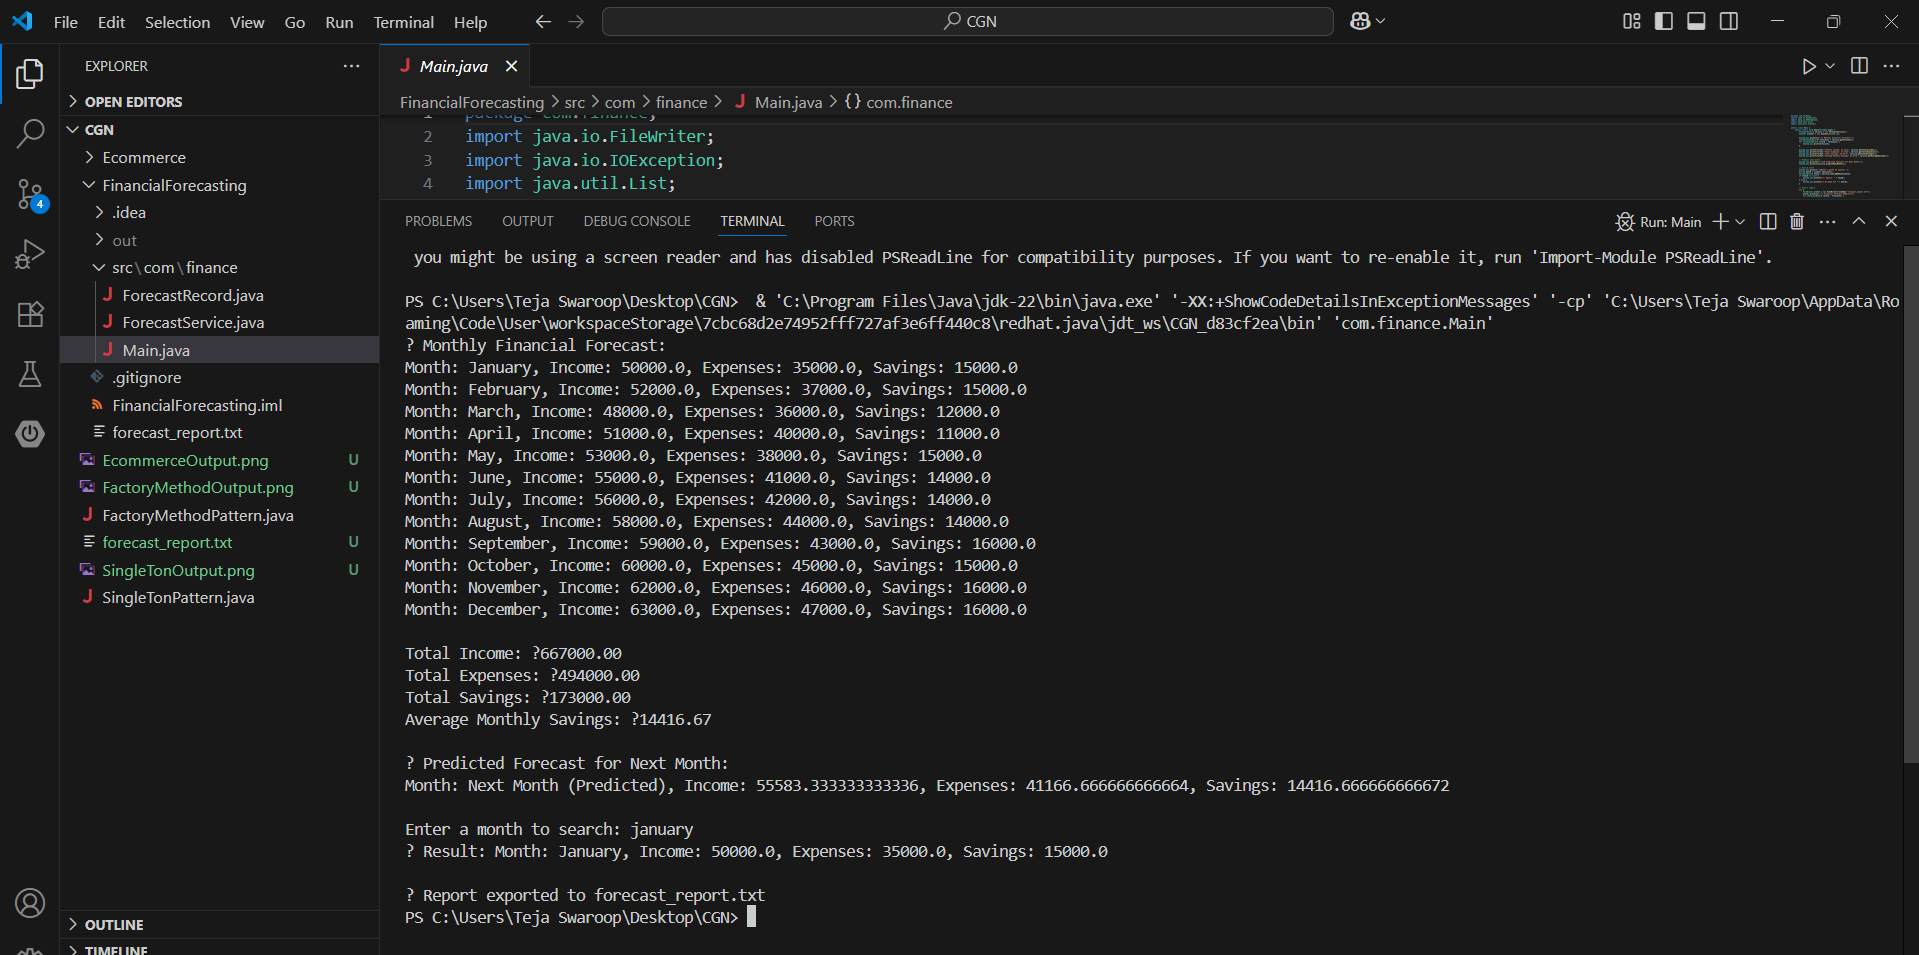 File Edit Selection View Go Run Terminal Help
CGN
EXPLORER
OPEN EDITORS
CGN
Ecommerce
FinancialForecasting
.idea
out
src\com\finance
ForecastRecord.java
ForecastService.java
Main.java
.gitignore
FinancialForecasting.iml
forecast_report.txt
EcommerceOutput.png U
FactoryMethodOutput.png U
FactoryMethodPattern.java
forecast_report.txt U
SingleTonOutput.png U
SingleTonPattern.java
OUTLINE
TIMELINE
4
Main.java
FinancialForecasting > src > com > finance > Main.java > {} com.finance
1 package com.finance;
2 import java.io.FileWriter;
3 import java.io.IOException;
4 import java.util.List;
PROBLEMS OUTPUT DEBUG CONSOLE TERMINAL PORTS
Run: Main
you might be using a screen reader and has disabled PSReadLine for compatibility purposes. If you want to re-enable it, run 'Import-Module PSReadLine'.
PS C:\Users\Teja Swaroop\Desktop\CGN>  & 'C:\Program Files\Java\jdk-22\bin\java.exe' '-XX:+ShowCodeDetailsInExceptionMessages' '-cp' 'C:\Users\Teja Swaroop\AppData\Ro
aming\Code\User\workspaceStorage\7cbc68d2e74952fff727af3e6ff440c8\redhat.java\jdt_ws\CGN_d83cf2ea\bin' 'com.finance.Main'
? Monthly Financial Forecast:
Month: January, Income: 50000.0, Expenses: 35000.0, Savings: 15000.0
Month: February, Income: 52000.0, Expenses: 37000.0, Savings: 15000.0
Month: March, Income: 48000.0, Expenses: 36000.0, Savings: 12000.0
Month: April, Income: 51000.0, Expenses: 40000.0, Savings: 11000.0
Month: May, Income: 53000.0, Expenses: 38000.0, Savings: 15000.0
Month: June, Income: 55000.0, Expenses: 41000.0, Savings: 14000.0
Month: July, Income: 56000.0, Expenses: 42000.0, Savings: 14000.0
Month: August, Income: 58000.0, Expenses: 44000.0, Savings: 14000.0
Month: September, Income: 59000.0, Expenses: 43000.0, Savings: 16000.0
Month: October, Income: 60000.0, Expenses: 45000.0, Savings: 15000.0
Month: November, Income: 62000.0, Expenses: 46000.0, Savings: 16000.0
Month: December, Income: 63000.0, Expenses: 47000.0, Savings: 16000.0
Total Income: ?667000.00
Total Expenses: ?494000.00
Total Savings: ?173000.00
Average Monthly Savings: ?14416.67
? Predicted Forecast for Next Month:
Month: Next Month (Predicted), Income: 55583.333333333336, Expenses: 41166.666666666664, Savings: 14416.666666666672
Enter a month to search: january
? Result: Month: January, Income: 50000.0, Expenses: 35000.0, Savings: 15000.0
? Report exported to forecast_report.txt
PS C:\Users\Teja Swaroop\Desktop\CGN>